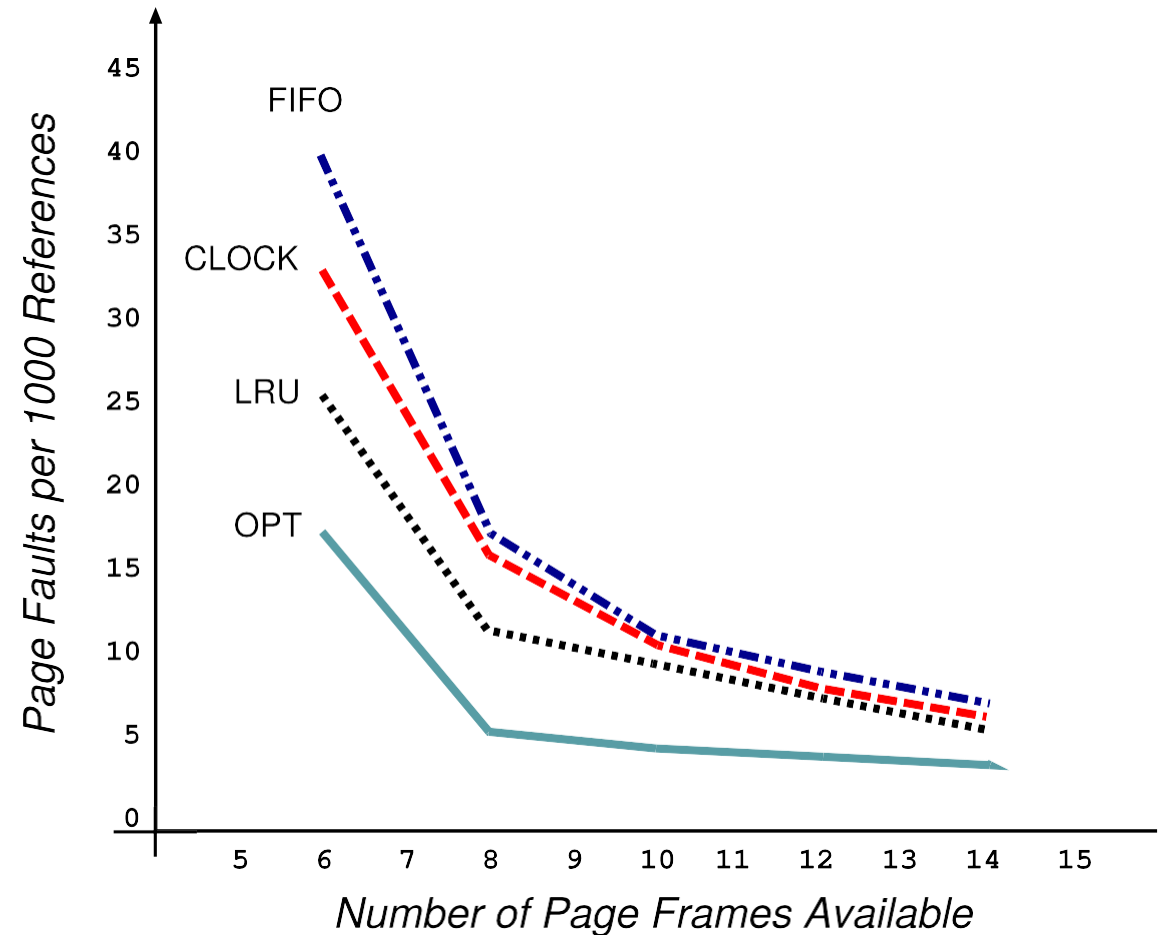 45
FIFO
40
35
CLOCK
30
LRU
25
20
OPT
15
10
5
0
5 6 7 8 9 10 11 12 13 14 15
Number of Page Frames Available
Page Faults per 1000 References